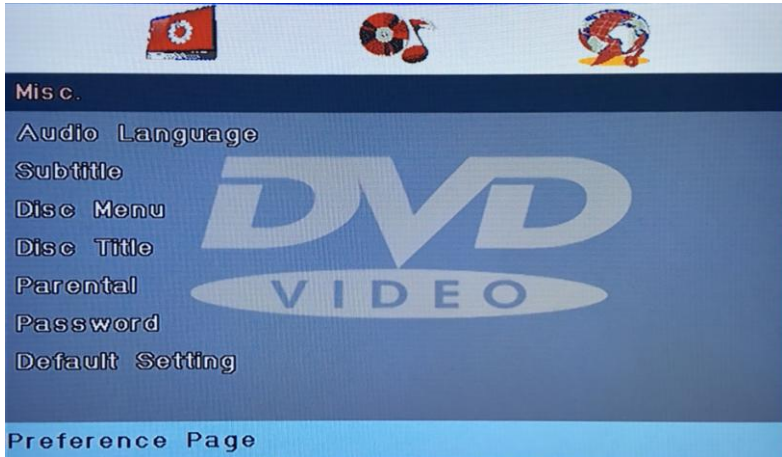 Misc.
Audio Language
Subtitle
Disc Menu
Disc Title
Parental
Password
Default Setting
DVD
VIDEO
Preference Page